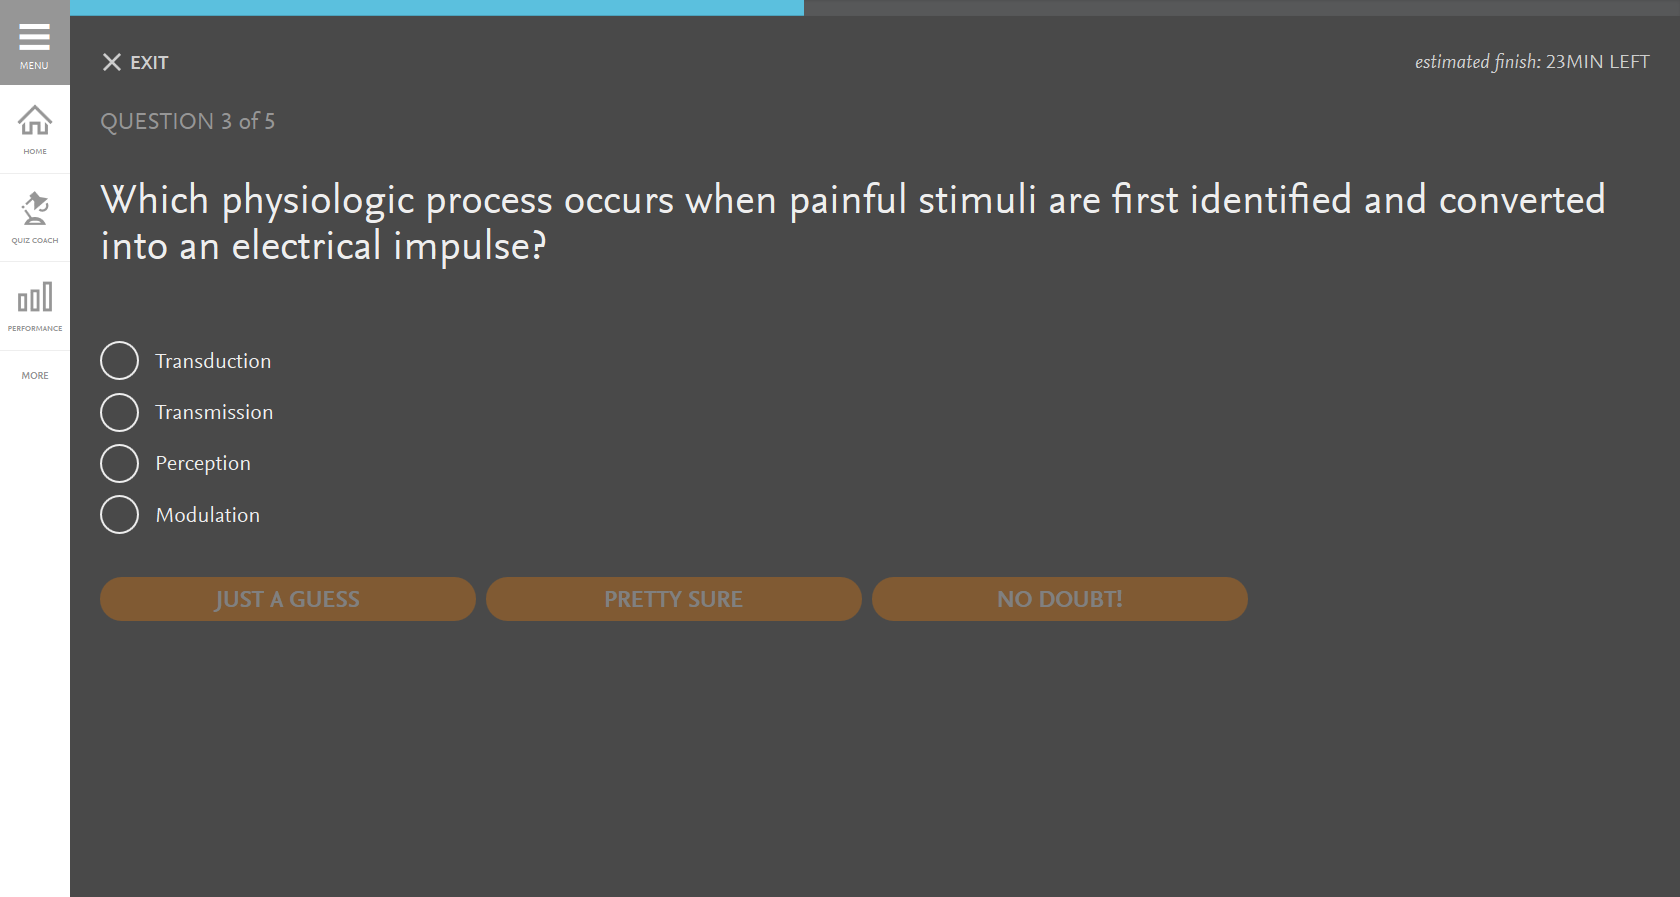 MENU
HOME
QUIZ COACH
PERFORMANCE
MORE
EXIT
estimated finish: 23MIN LEFT
QUESTION 3 of 5
Which physiologic process occurs when painful stimuli are first identified and converted
into an electrical impulse?
Transduction
Transmission
Perception
Modulation
JUST A GUESS
PRETTY SURE
NO DOUBT!